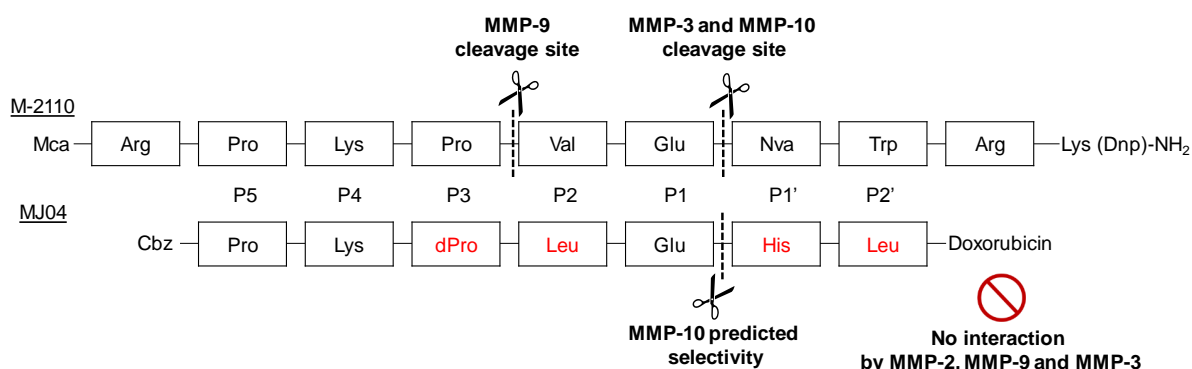 MMP-9
cleavage site
MMP-3 and MMP-10
cleavage site
M-2110
Mca Arg Pro Lys Pro Val Glu Nva Trp Arg Lys (Dnp)-NH₂
P5 P4 P3 P2 P1 P1' P2'
MJ04
Cbz Pro Lys dPro Leu Glu His Leu Doxorubicin
MMP-10 predicted
selectivity
No interaction
by MMP-2, MMP-9 and MMP-3